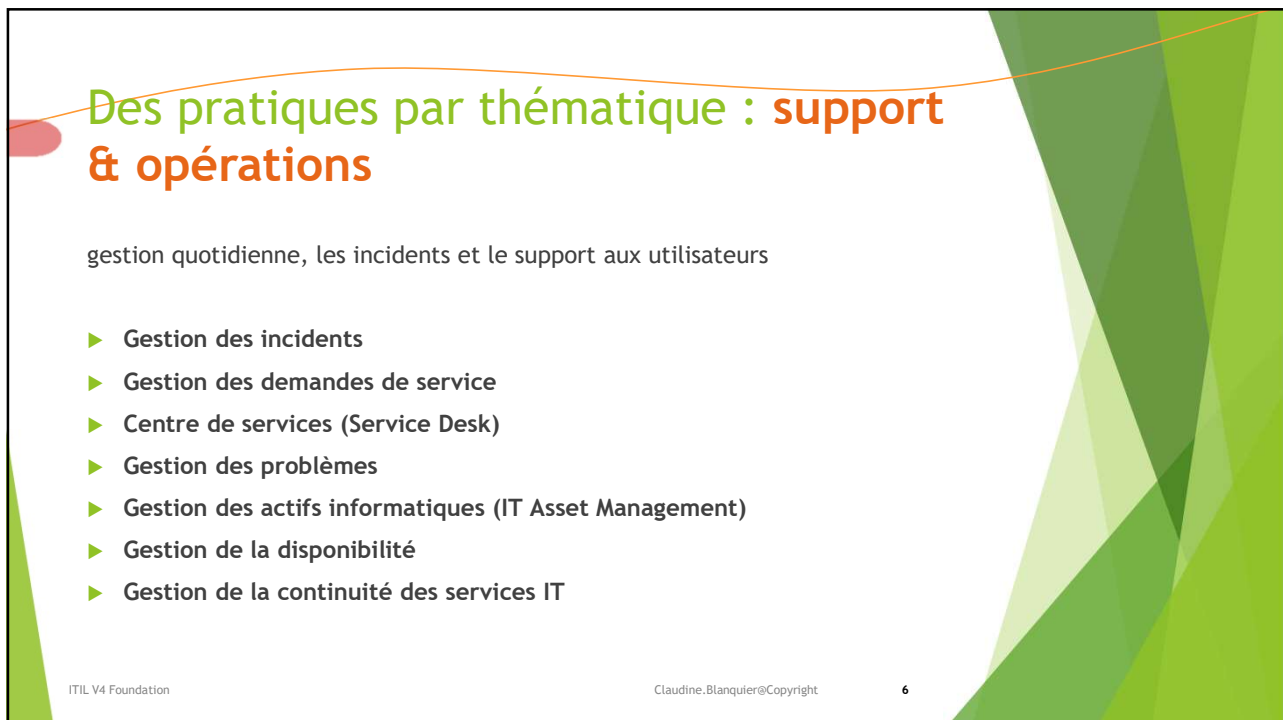 Des pratiques par thématique : support
& opérations
gestion quotidienne, les incidents et le support aux utilisateurs
Gestion des incidents
Gestion des demandes de service
Centre de services (Service Desk)
Gestion des problèmes
Gestion des actifs informatiques (IT Asset Management)
Gestion de la disponibilité
Gestion de la continuité des services IT
ITIL V4 Foundation Claudine.Blanquier@Copyright 6